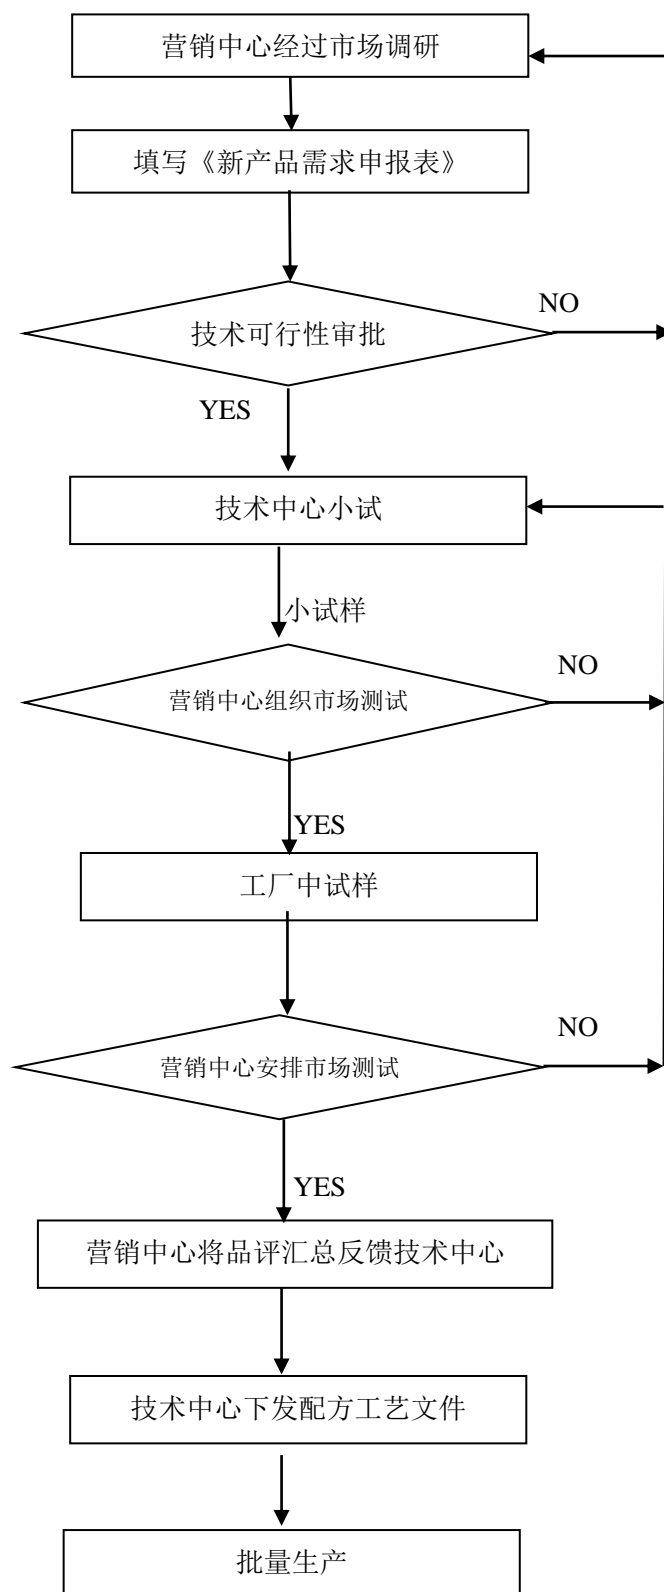 营销中心经过市场调研
填写《新产品需求申报表》
NO
技术可行性审批
YES
技术中心小试
小试样
NO
营销中心组织市场测试
YES
工厂中试样
NO
营销中心安排市场测试
YES
营销中心将品评汇总反馈技术中心
技术中心下发配方工艺文件
批量生产